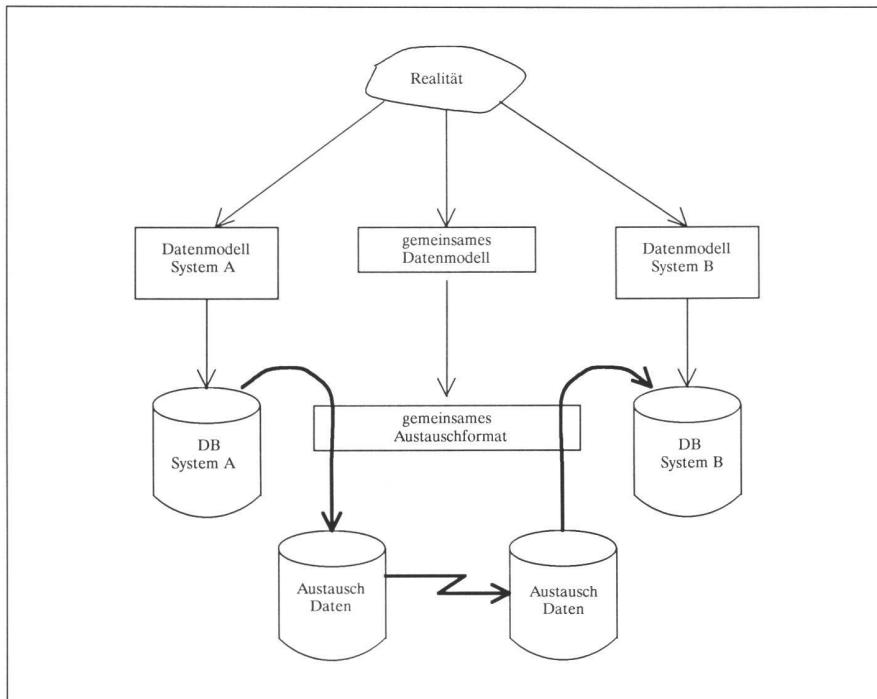 Realität
Datenmodell
System A
gemeinsames
Datenmodell
Datenmodell
System B
gemeinsames
Austauschformat
DB
System A
DB
System B
Austausch
Daten
Austausch
Daten